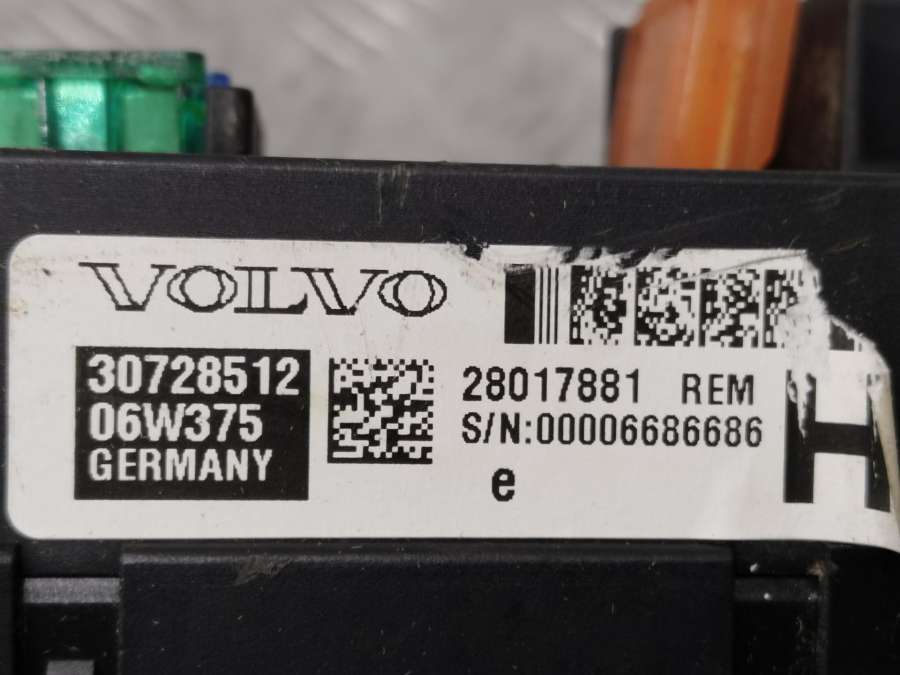 VOLVO
30728512
06W375
GERMANY
28017881 REM
S/N:00006686686
e
H